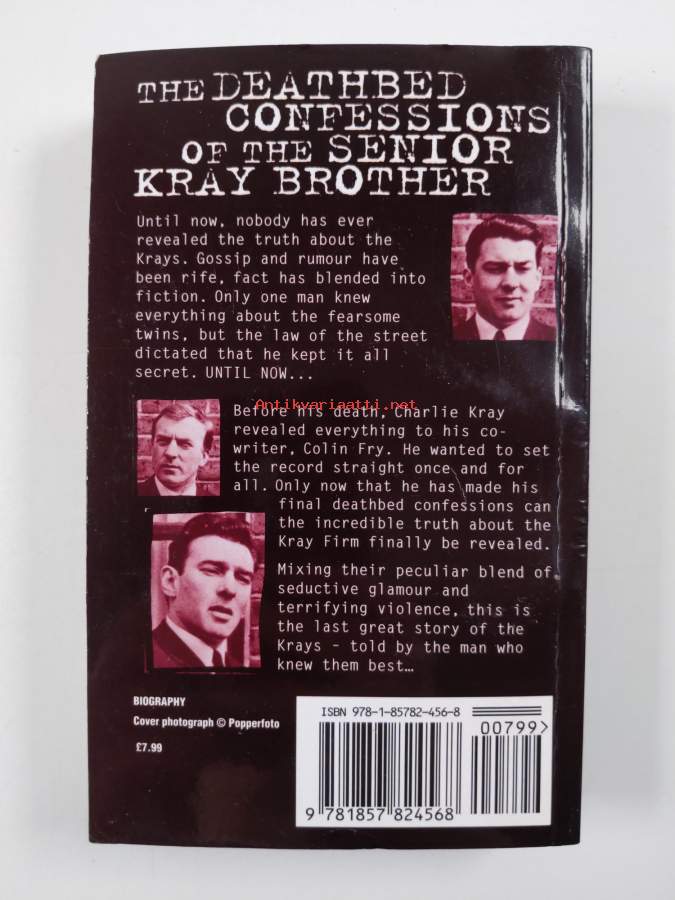 THE DEATHBED
CONFESSIONS
OF THE SENIOR
KRAY BROTHER
Until now, nobody has ever
revealed the truth about the
Krays. Gossip and rumour have
been rife, fact has blended into
fiction. Only one man knew
everything about the fearsome
twins, but the law of the street
dictated that he kept it all
secret. UNTIL NOW...
Antikvariaatti.net
Before his death, Charlie Kray
revealed everything to his co-
writer, Colin Fry. He wanted to set
the record straight once and for
all. Only now that he has made his
final deathbed confessions can
the incredible truth about the
Kray Firm finally be revealed.
Mixing their peculiar blend of
seductive glamour and
terrifying violence, this is
the last great story of the
Krays - told by the man who
knew them best...
BIOGRAPHY
Cover photograph © Popperfoto
£7.99
ISBN 978-1-85782-456-8
00799>
9 781857 824568